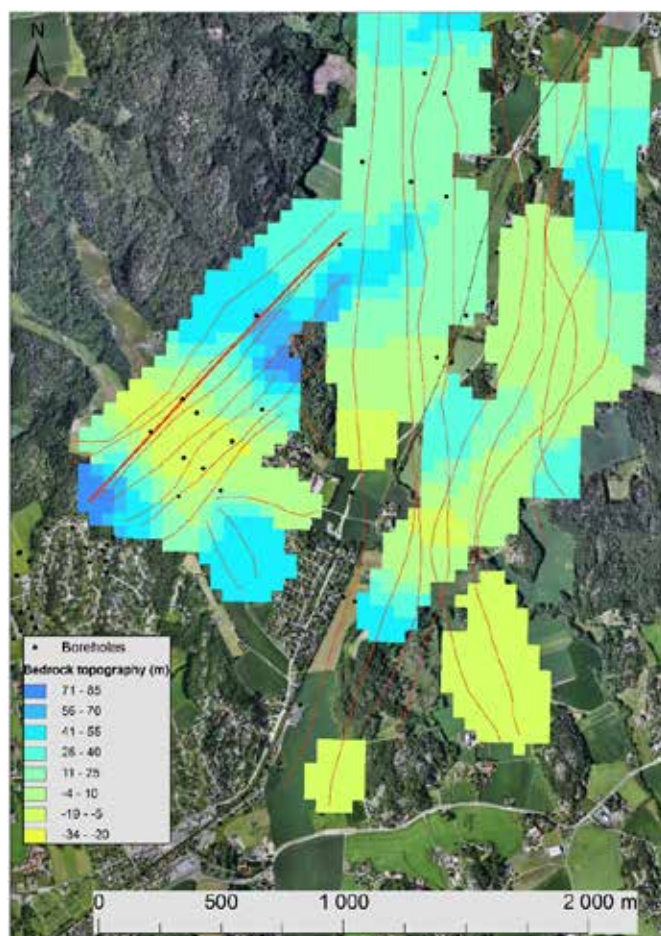 N
Boreholes
Bedrock topography (m)
71 - 85
56 - 70
41 - 55
26 - 40
11 - 25
-4 - 10
-19 - -5
-34 - -20
0 500 1 000 2 000 m